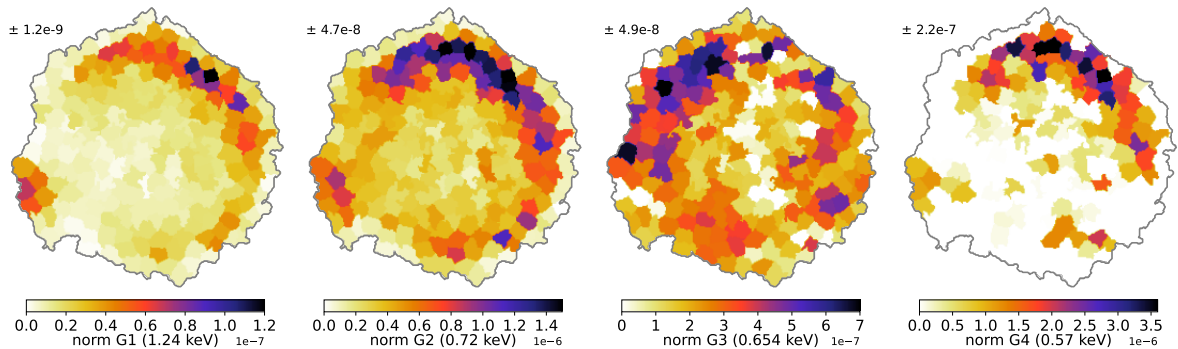 ± 1.2e-9 ± 4.7e-8 ± 4.9e-8 ± 2.2e-7
0.0 0.2 0.4 0.6 0.8 1.0 1.2 0.0 0.2 0.4 0.6 0.8 1.0 1.2 1.4 0 1 2 3 4 5 6 7 0.0 0.5 1.0 1.5 2.0 2.5 3.0 3.5
norm G1 (1.24 keV) 1e-7 norm G2 (0.72 keV) 1e-6 norm G3 (0.654 keV) 1e-7 norm G4 (0.57 keV) 1e-6